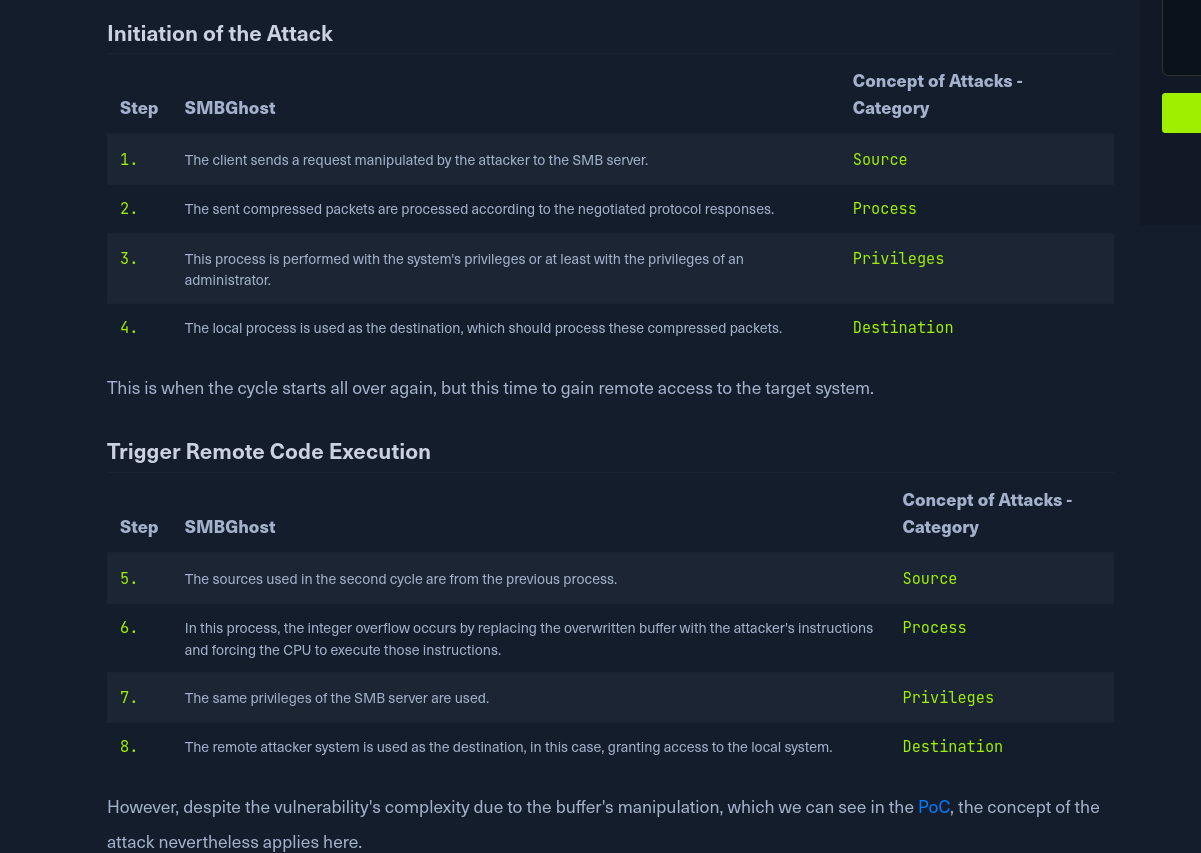 Initiation of the Attack
Concept of Attacks -
Step SMBGhost Category
1. The client sends a request manipulated by the attacker to the SMB server. Source
2. The sent compressed packets are processed according to the negotiated protocol responses. Process
3. This process is performed with the system's privileges or at least with the privileges of an Privileges
administrator.
4. The local process is used as the destination, which should process these compressed packets. Destination
This is when the cycle starts all over again, but this time to gain remote access to the target system.
Trigger Remote Code Execution
Concept of Attacks -
Step SMBGhost Category
5. The sources used in the second cycle are from the previous process. Source
6. In this process, the integer overflow occurs by replacing the overwritten buffer with the attacker's instructions Process
and forcing the CPU to execute those instructions.
7. The same privileges of the SMB server are used. Privileges
8. The remote attacker system is used as the destination, in this case, granting access to the local system. Destination
However, despite the vulnerability's complexity due to the buffer's manipulation, which we can see in the PoC, the concept of the
attack nevertheless applies here.